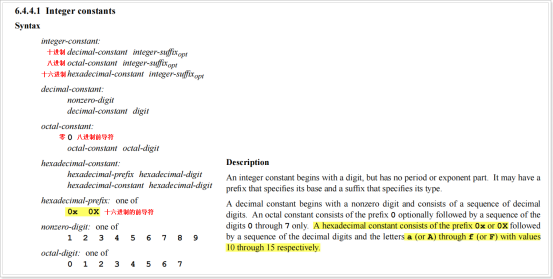 6.4.4.1 Integer constants
Syntax
integer-constant:
十进制 decimal-constant integer-suffixopt
八进制 octal-constant integer-suffixopt
十六进制 hexadecimal-constant integer-suffixopt
decimal-constant:
nonzero-digit
decimal-constant digit
octal-constant:
零 0 八进制前导符
octal-constant octal-digit
hexadecimal-constant:
hexadecimal-prefix hexadecimal-digit
hexadecimal-constant hexadecimal-digit
hexadecimal-prefix: one of
0x 0X 十六进制的前导符
nonzero-digit: one of
1 2 3 4 5 6 7 8 9
octal-digit: one of
0 1 2 3 4 5 6 7
Description
An integer constant begins with a digit, but has no period or exponent part. It may have a
prefix that specifies its base and a suffix that specifies its type.
A decimal constant begins with a nonzero digit and consists of a sequence of decimal
digits. An octal constant consists of the prefix 0 optionally followed by a sequence of the
digits 0 through 7 only. A hexadecimal constant consists of the prefix 0x or 0X followed
by a sequence of the decimal digits and the letters a (or A) through f (or F) with values
10 through 15 respectively.